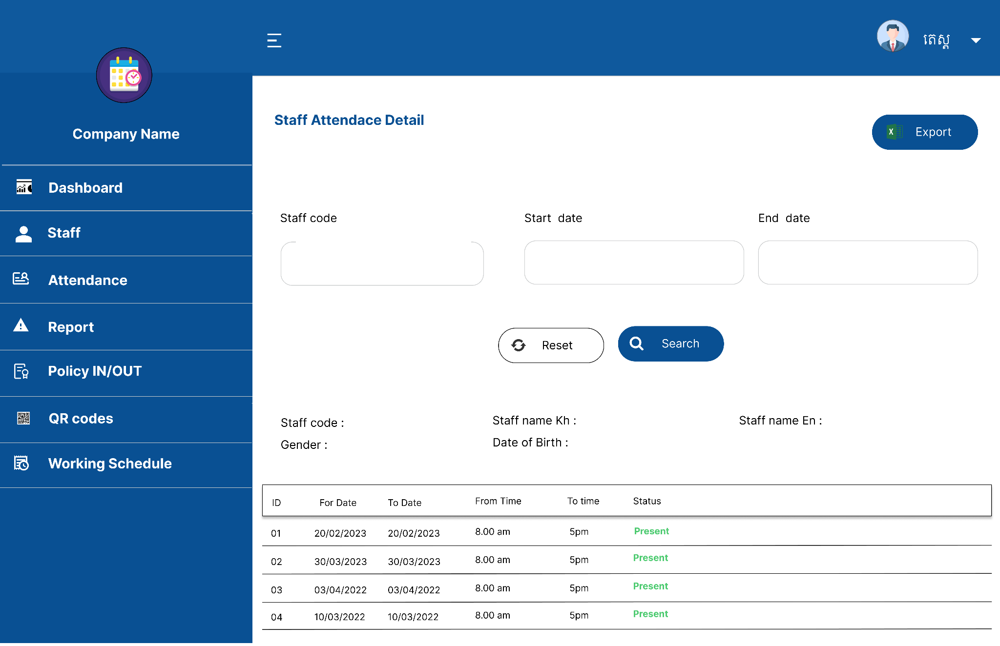 តេស្ត
Company Name
Dashboard
Staff
Attendance
Report
Policy IN/OUT
QR codes
Working Schedule
Staff Attendace Detail
Export
Staff code Start date End date
Reset Search
Staff code : Staff name Kh : Staff name En :
Gender : Date of Birth :
ID For Date To Date From Time To time Status
01 20/02/2023 20/02/2023 8.00 am 5pm Present
02 30/03/2023 30/03/2023 8.00 am 5pm Present
03 03/04/2022 03/04/2022 8.00 am 5pm Present
04 10/03/2022 10/03/2022 8.00 am 5pm Present